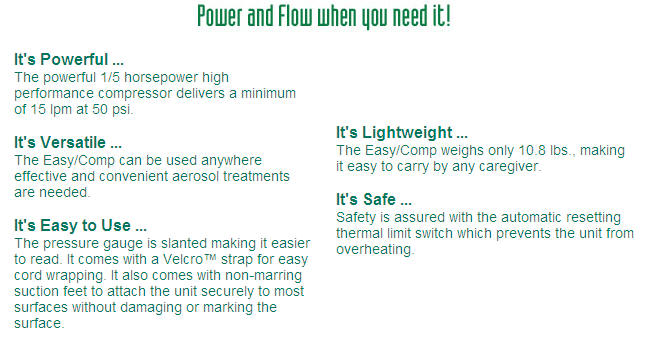 Power and Flow when you need it!
It's Powerful ...
The powerful 1/5 horsepower high
performance compressor delivers a minimum
of 15 lpm at 50 psi.
It's Versatile ...
The Easy/Comp can be used anywhere
effective and convenient aerosol treatments
are needed.
It's Easy to Use ...
The pressure gauge is slanted making it easier
to read. It comes with a Velcro™ strap for easy
cord wrapping. It also comes with non-marring
suction feet to attach the unit securely to most
surfaces without damaging or marking the
surface.
It's Lightweight ...
The Easy/Comp weighs only 10.8 lbs., making
it easy to carry by any caregiver.
It's Safe ...
Safety is assured with the automatic resetting
thermal limit switch which prevents the unit from
overheating.